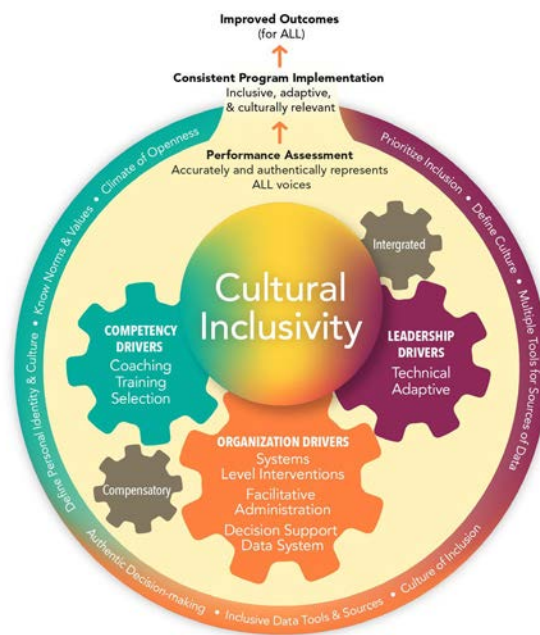 Improved Outcomes
(for ALL)
Consistent Program Implementation
Inclusive, adaptive,
& culturally relevant
Performance Assessment
Accurately and authentically represents
ALL voices
Define Personal Identity & Culture • Know Norms & Values • Climate of Openness
Prioritize Inclusion • Define Culture • Multiple Tools for Sources of Data
Intergrated
Cultural
Inclusivity
COMPETENCY
DRIVERS
Coaching
Training
Selection
LEADERSHIP
DRIVERS
Technical
Adaptive
ORGANIZATION DRIVERS
Systems
Level Interventions
Facilitative
Administration
Decision Support
Data System
Compensatory
Authentic Decision-making • Inclusive Data Tools & Sources • Culture of Inclusion